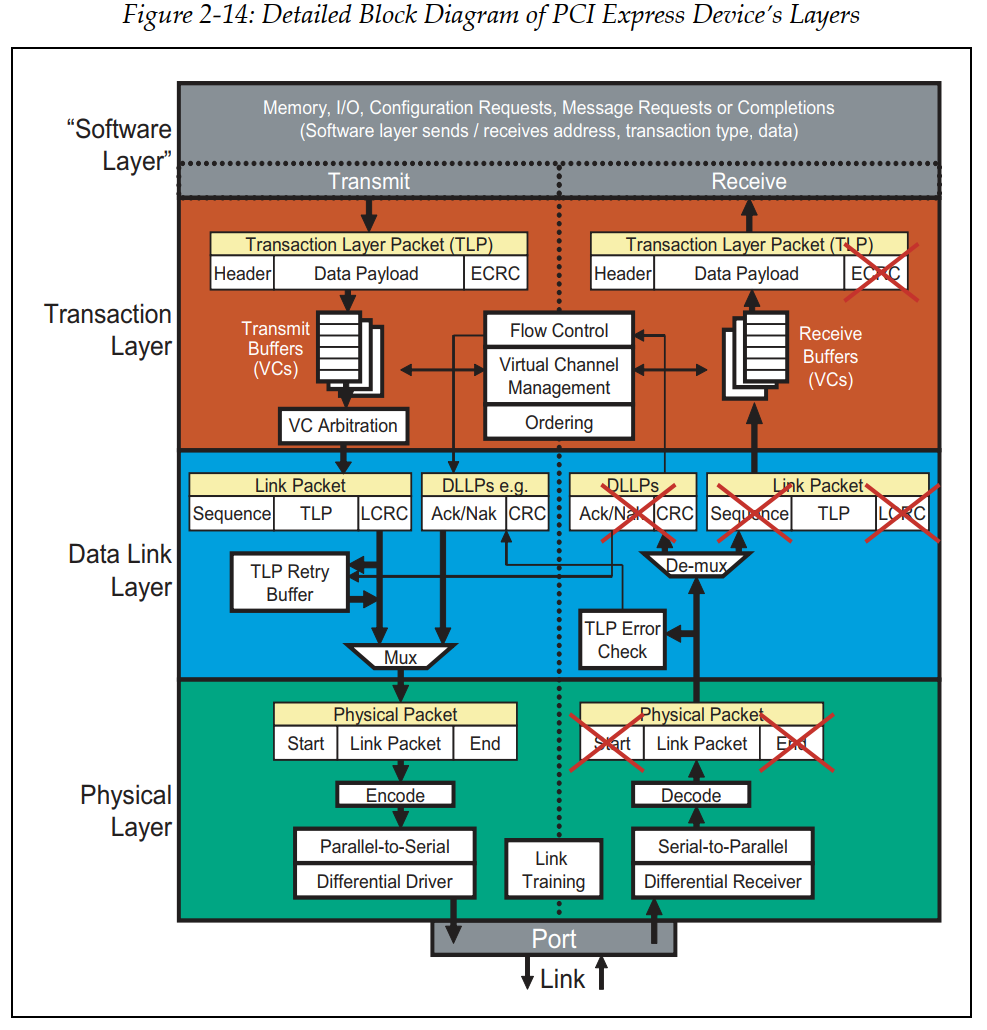 Figure 2-14: Detailed Block Diagram of PCI Express Device's Layers
"Software
Layer"
Memory, I/O, Configuration Requests, Message Requests or Completions
(Software layer sends / receives address, transaction type, data)
Transmit
Receive
Transaction
Layer
Transaction Layer Packet (TLP)
Header
Data Payload
ECRC
Transaction Layer Packet (TLP)
Header
Data Payload
ECRC
Transmit
Buffers
(VCs)
Flow Control
Virtual Channel
Management
Ordering
Receive
Buffers
(VCs)
VC Arbitration
Data Link
Layer
Link Packet
Sequence
TLP
LCRC
DLLPs e.g.
Ack/Nak
CRC
DLLPs
Ack/Nak
CRC
Link Packet
Sequence
TLP
LCRC
TLP Retry
Buffer
De-mux
TLP Error
Check
Mux
Physical
Layer
Physical Packet
Start
Link Packet
End
Physical Packet
Start
Link Packet
End
Encode
Decode
Parallel-to-Serial
Differential Driver
Link
Training
Serial-to-Parallel
Differential Receiver
Port
Link